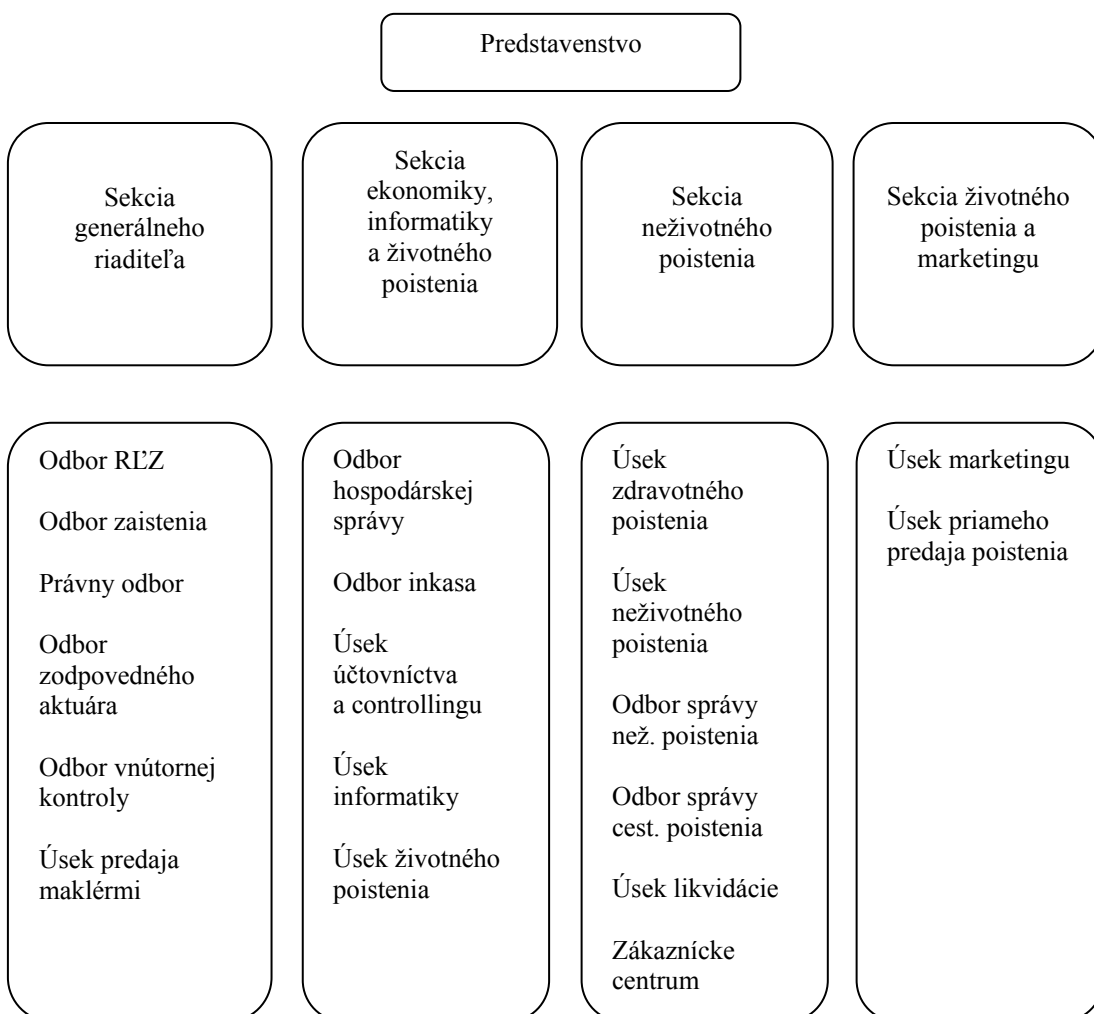 Predstavenstvo
Sekcia
generálneho
riaditeľa
Sekcia
ekonomiky,
informatiky
a životného
poistenia
Sekcia
neživotného
poistenia
Sekcia životného
poistenia a
marketingu
Odbor RĽZ
Odbor zaistenia
Právny odbor
Odbor
zodpovedného
aktuára
Odbor vnútornej
kontroly
Úsek predaja
maklérmi
Odbor
hospodárskej
správy
Odbor inkasa
Úsek
účtovníctva
a controllingu
Úsek
informatiky
Úsek životného
poistenia
Úsek
zdravotného
poistenia
Úsek
neživotného
poistenia
Odbor správy
než. poistenia
Odbor správy
cest. poistenia
Úsek likvidácie
Zákaznícke
centrum
Úsek marketingu
Úsek priameho
predaja poistenia